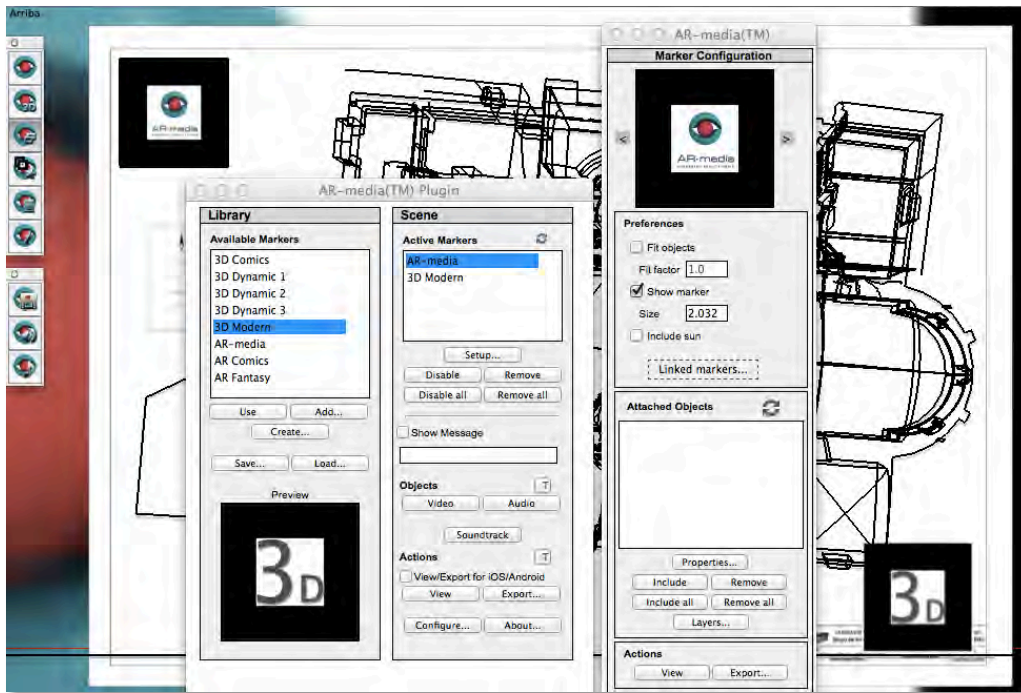 Arriba
AR-media
AR-media(TM) Plugin
Library
Available Markers
3D Comics
3D Dynamic 1
3D Dynamic 2
3D Dynamic 3
3D Modern
AR-media
AR Comics
AR Fantasy
Use
Add...
Create...
Save...
Load...
Preview
3D
Scene
Active Markers
AR-media
3D Modern
Setup...
Disable
Remove
Disable all
Remove all
Show Message
Objects
T
Video
Audio
Soundtrack
Actions
T
View/Export for iOS/Android
View
Export...
Configure...
About...
AR-media(TM)
Marker Configuration
<
>
AR-media
Preferences
Fit objects
Fit factor 1.0
Show marker
Size 2.032
Include sun
Linked markers...
Attached Objects
Properties...
Include
Remove
Include all
Remove all
Layers...
Actions
View
Export...
3D